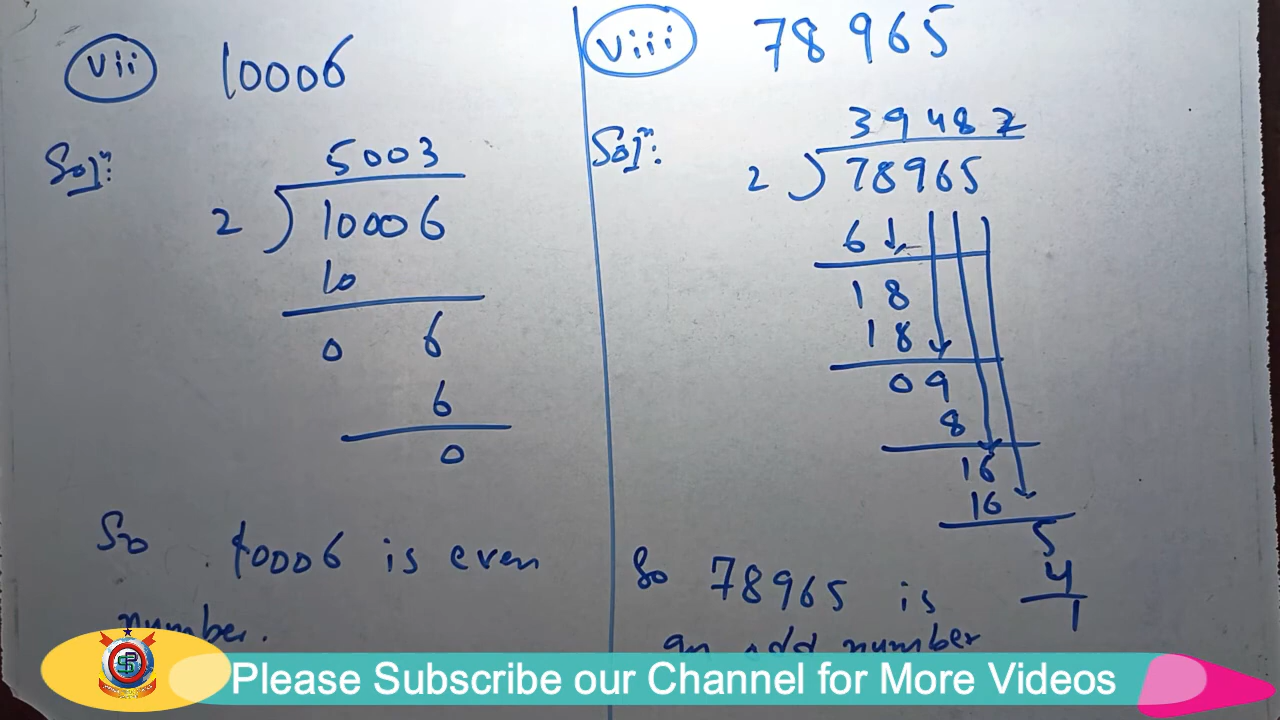 vii 10006
Soln:
5003
2 ) 10006
10
0 6
6
0
So 10006 is even
number.
viii 78965
Soln:
39482
2 ) 78965
6
18
18
09
8
16
16
5
4
1
So 78965 is
an odd number
Please Subscribe our Channel for More Videos